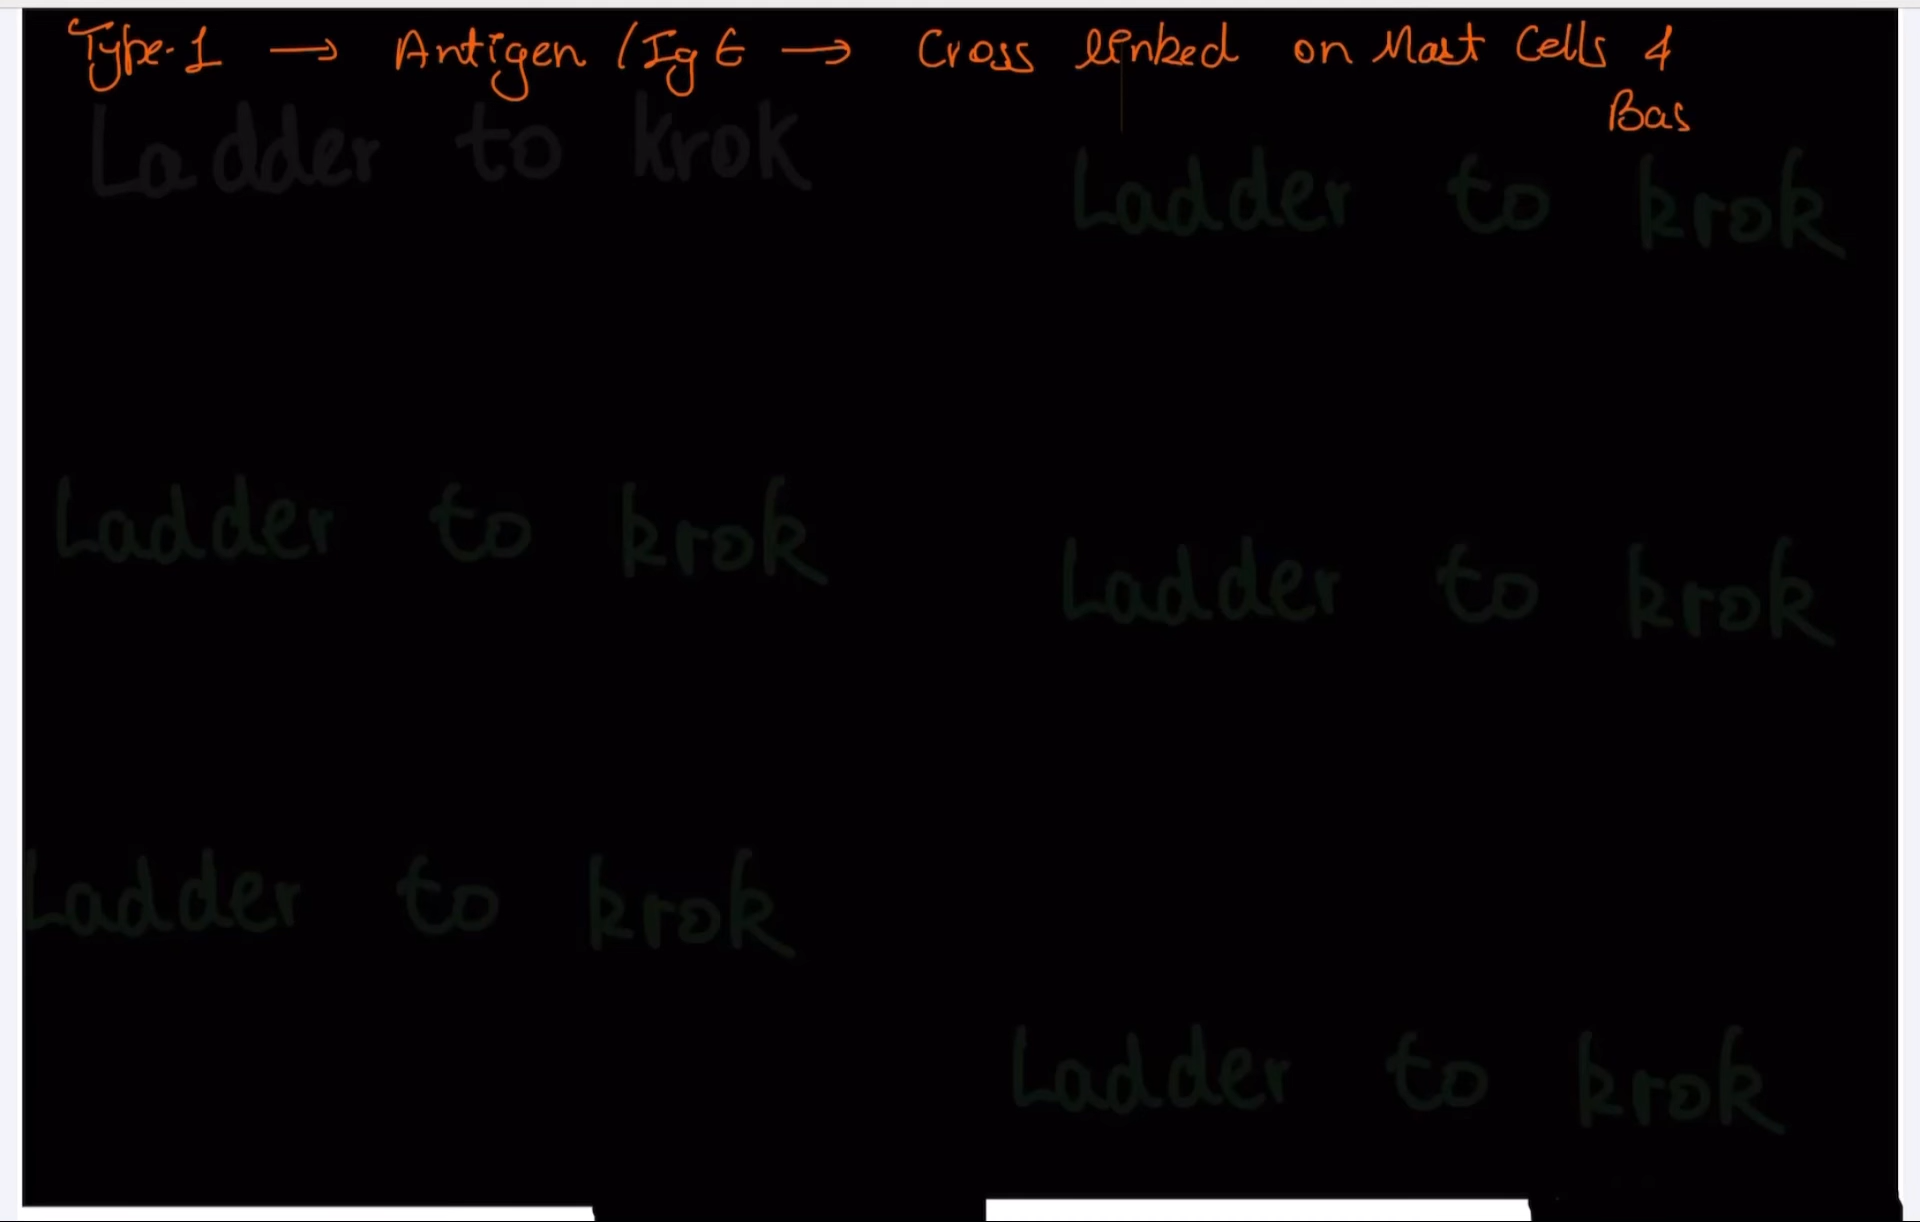 Type-1 → Antigen / IgE → Cross linked on Mast Cells &
Bas
Ladder to krok
Ladder to krok
Ladder to krok
Ladder to krok
Ladder to krok
Ladder to krok